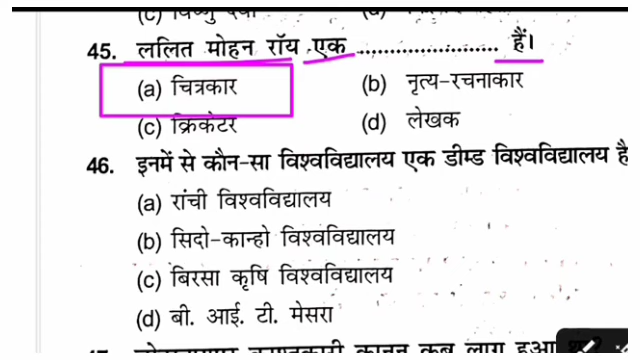 45. ललित मोहन रॉय एक ........................ हैं।
(a) चित्रकार (b) नृत्य-रचनाकार
(c) क्रिकेटर (d) लेखक
46. इनमें से कौन-सा विश्वविद्यालय एक डीम्ड विश्वविद्यालय है
(a) रांची विश्वविद्यालय
(b) सिदो-कान्हो विश्वविद्यालय
(c) बिरसा कृषि विश्वविद्यालय
(d) बी. आई. टी. मेसरा
कानून कब लागू हुआ